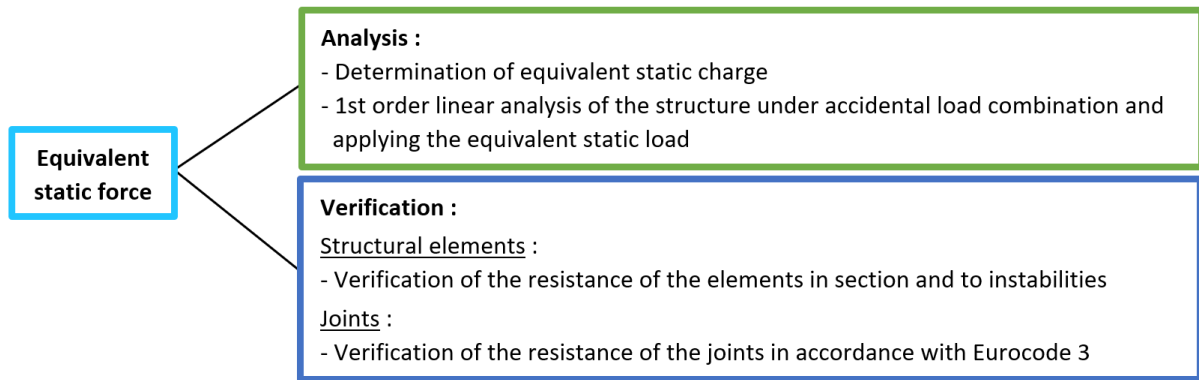 Equivalent
static force
Analysis :
- Determination of equivalent static charge
- 1st order linear analysis of the structure under accidental load combination and
applying the equivalent static load
Verification :
Structural elements :
- Verification of the resistance of the elements in section and to instabilities
Joints :
- Verification of the resistance of the joints in accordance with Eurocode 3